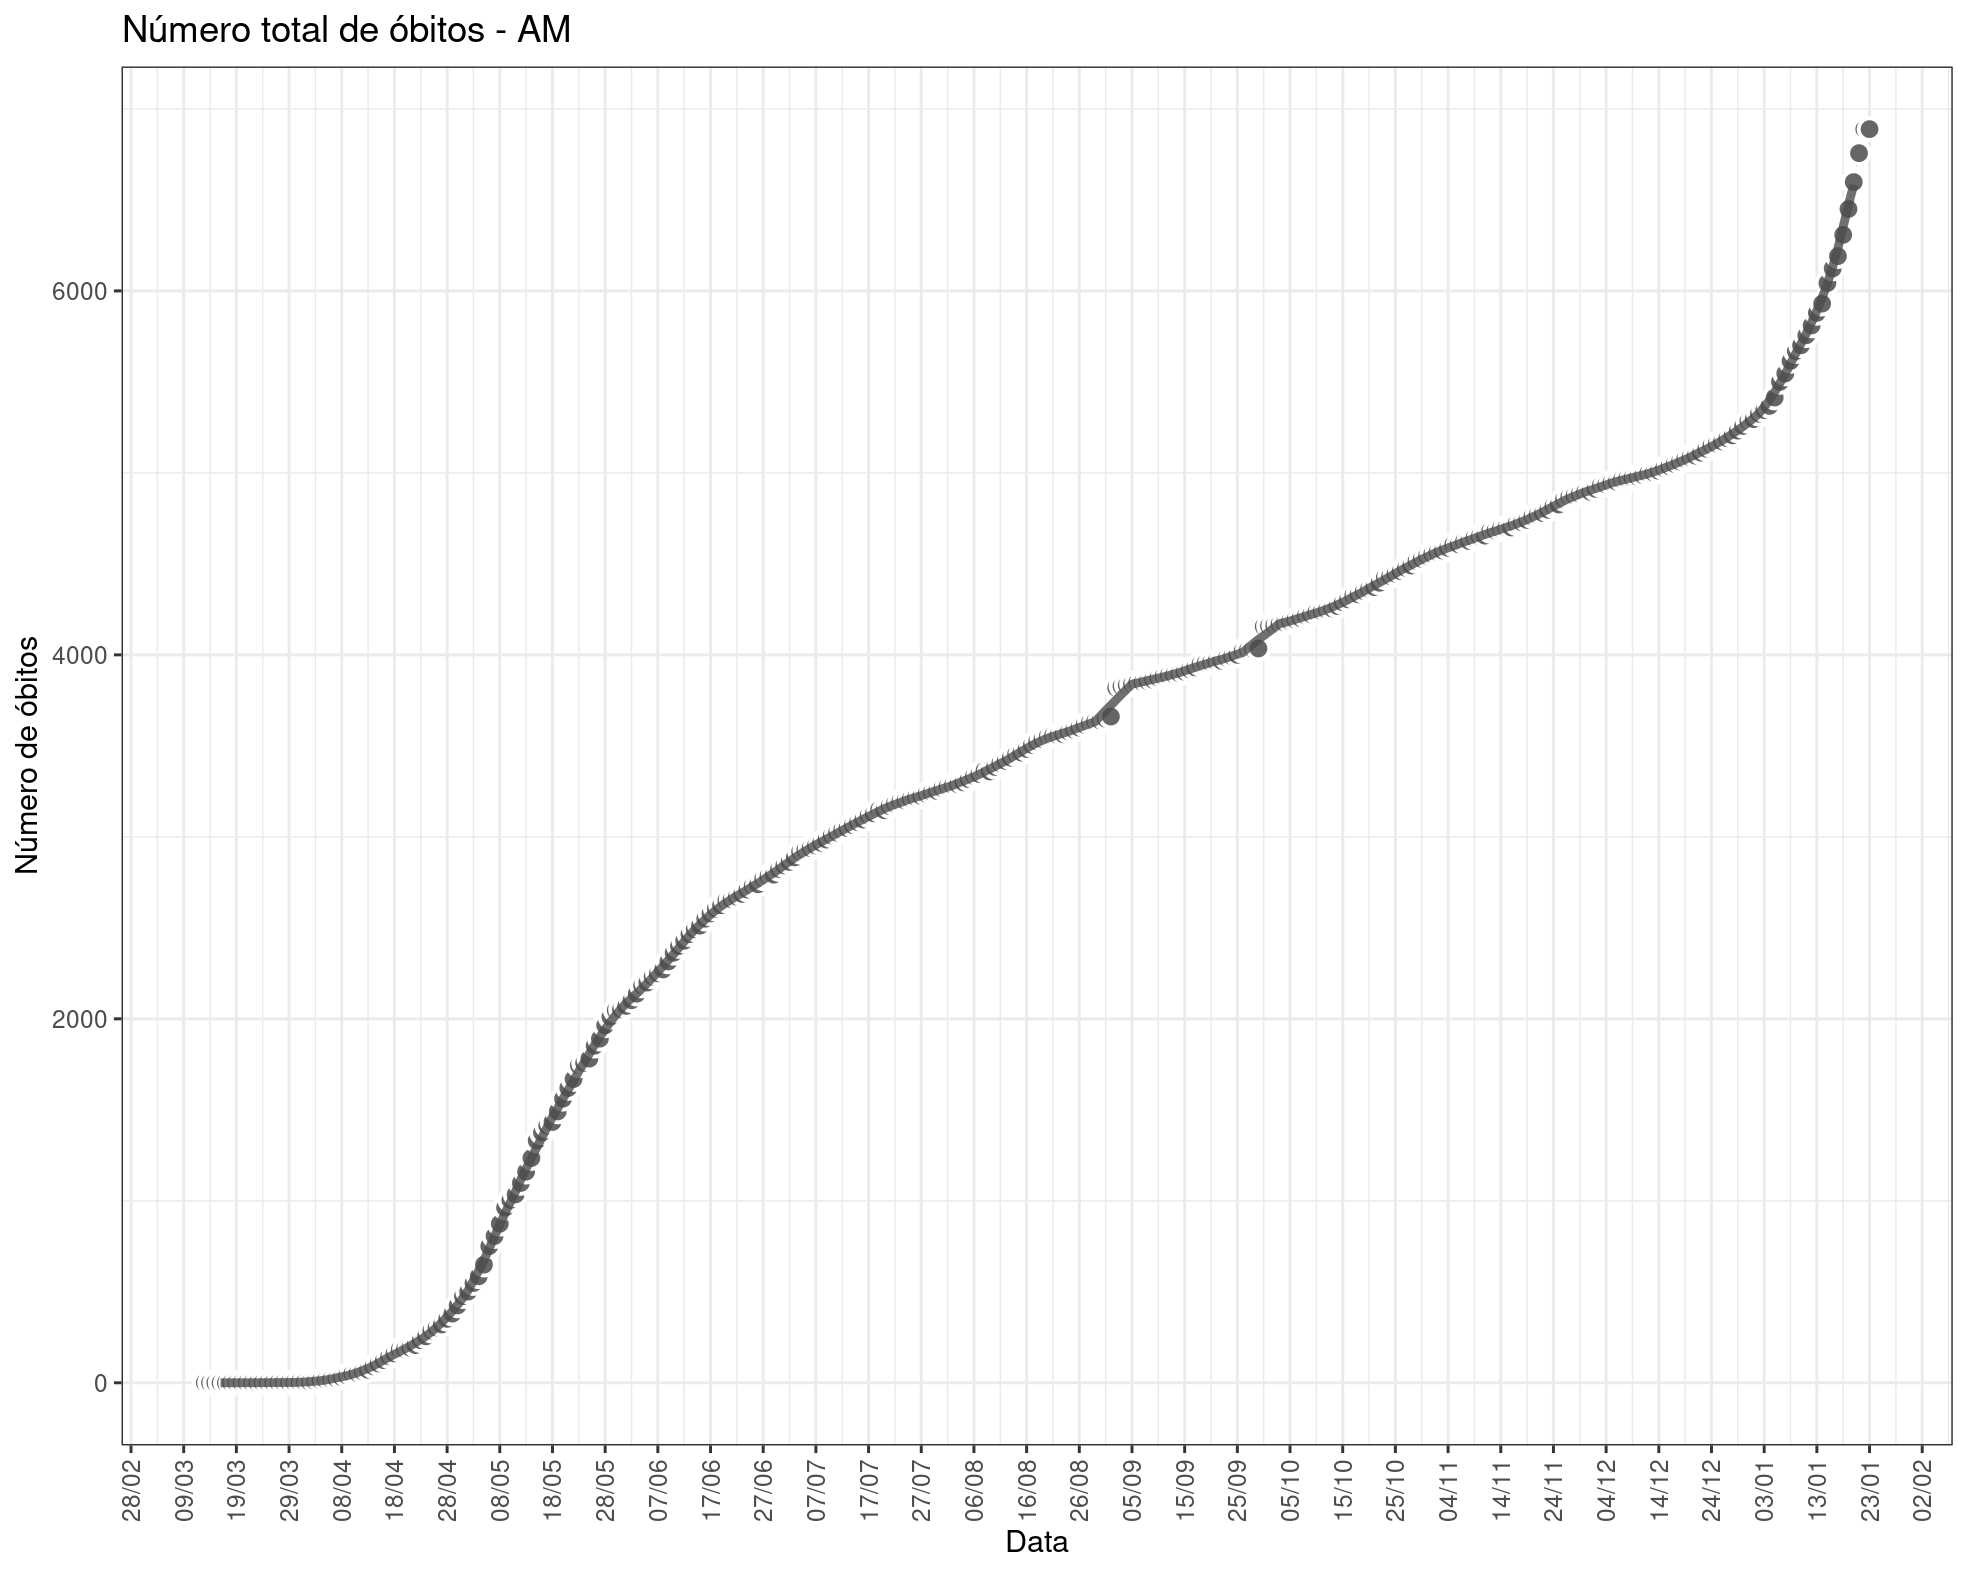 Número total de óbitos - AM
Número de óbitos
6000
4000
2000
0
28/02 09/03 19/03 29/03 08/04 18/04 28/04 08/05 18/05 28/05 07/06 17/06 27/06 07/07 17/07 27/07 06/08 16/08 26/08 05/09 15/09 25/09 05/10 15/10 25/10 04/11 14/11 24/11 04/12 14/12 24/12 03/01 13/01 23/01 02/02
Data